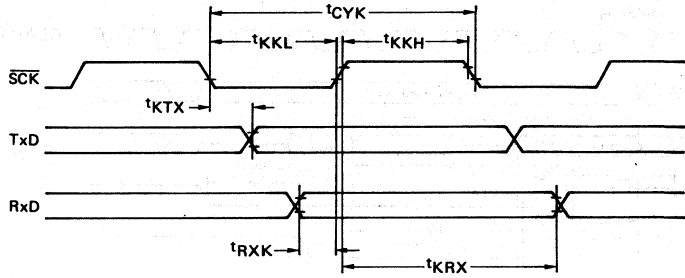 tCYK
tKKL
tKKH
SCK
tKTX
TxD
RxD
tRXK
tKRX